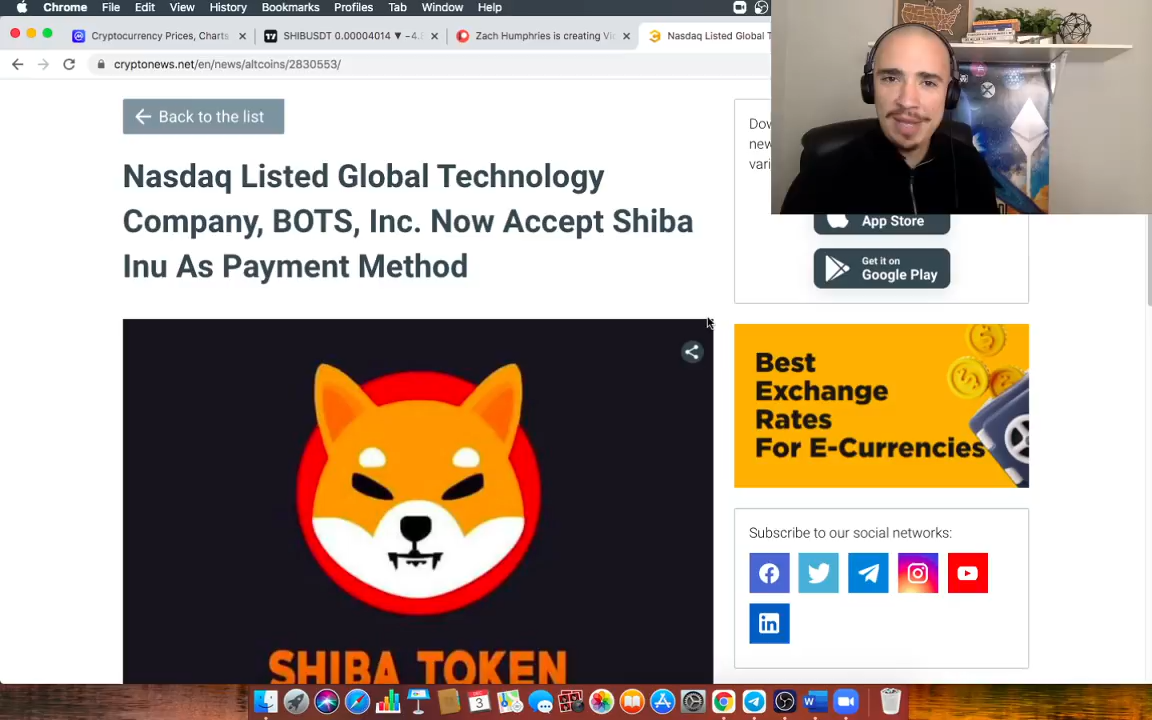 Chrome File Edit View History Bookmarks Profiles Tab Window Help
Cryptocurrency Prices, Charts
SHIBUSDT 0.00004014 ▼ −4.
Zach Humphries is creating Vi
Nasdaq Listed Global T
cryptonews.net/en/news/altcoins/2830553/
Back to the list
Nasdaq Listed Global Technology
Company, BOTS, Inc. Now Accept Shiba
Inu As Payment Method
SHIBA TOKEN
App Store
Get it on
Google Play
Best
Exchange
Rates
For E-Currencies
Subscribe to our social networks:
3